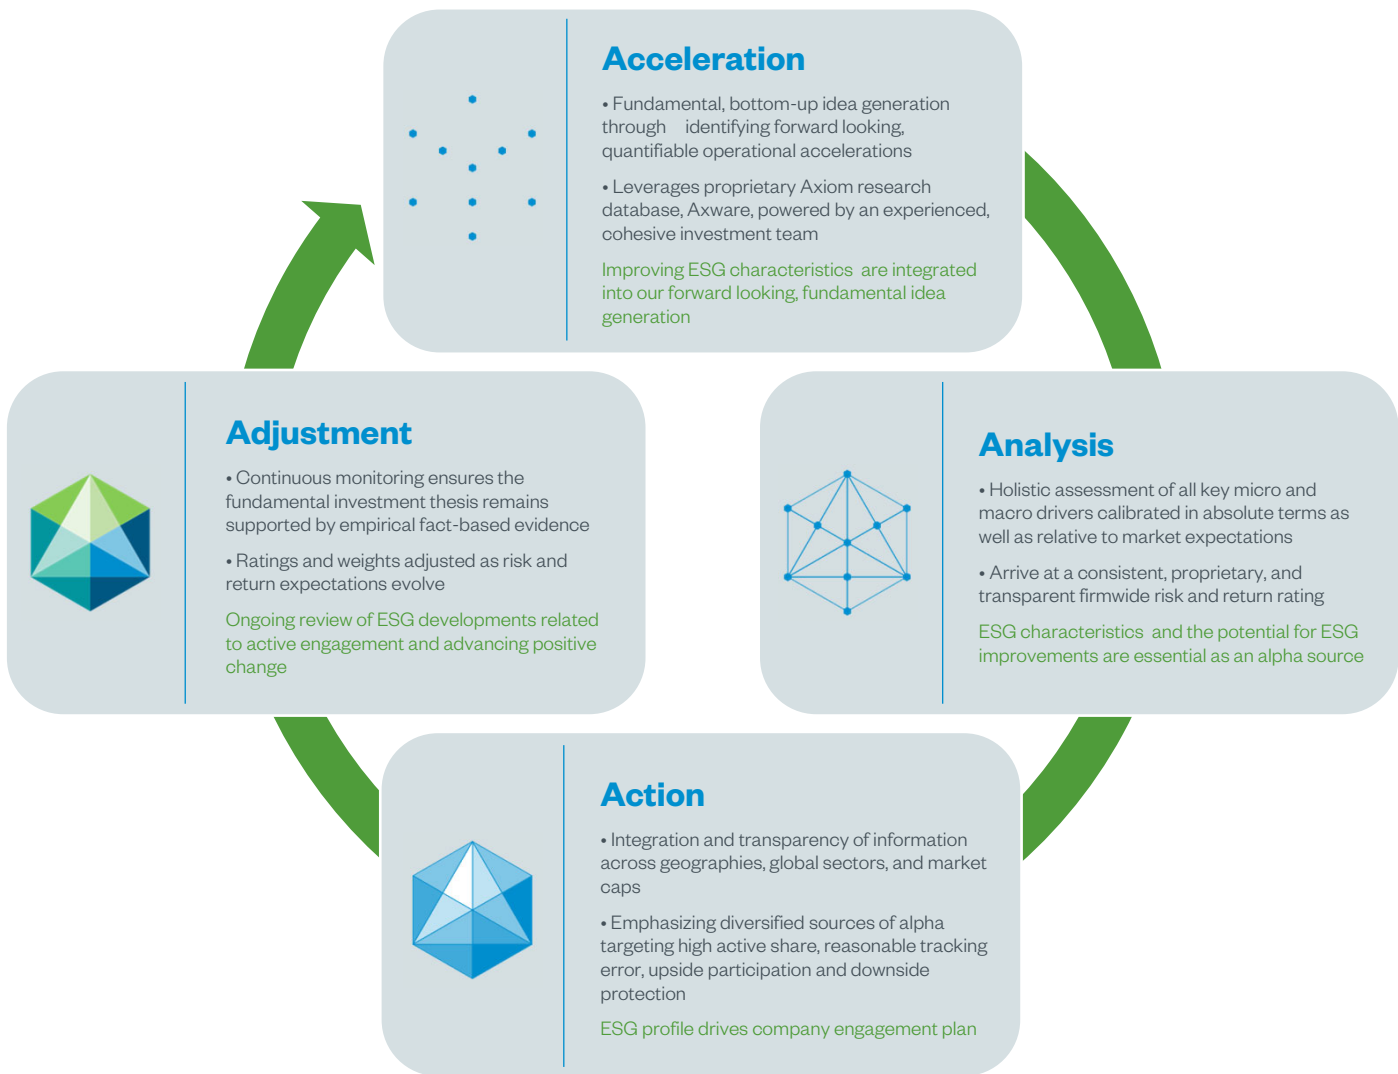 Acceleration
• Fundamental, bottom-up idea generation
through identifying forward looking,
quantifiable operational accelerations
• Leverages proprietary Axiom research
database, Axware, powered by an experienced,
cohesive investment team
Improving ESG characteristics are integrated
into our forward looking, fundamental idea
generation
Adjustment
• Continuous monitoring ensures the
fundamental investment thesis remains
supported by empirical fact-based evidence
• Ratings and weights adjusted as risk and
return expectations evolve
Ongoing review of ESG developments related
to active engagement and advancing positive
change
Analysis
• Holistic assessment of all key micro and
macro drivers calibrated in absolute terms as
well as relative to market expectations
• Arrive at a consistent, proprietary, and
transparent firmwide risk and return rating
ESG characteristics and the potential for ESG
improvements are essential as an alpha source
Action
• Integration and transparency of information
across geographies, global sectors, and market
caps
• Emphasizing diversified sources of alpha
targeting high active share, reasonable tracking
error, upside participation and downside
protection
ESG profile drives company engagement plan